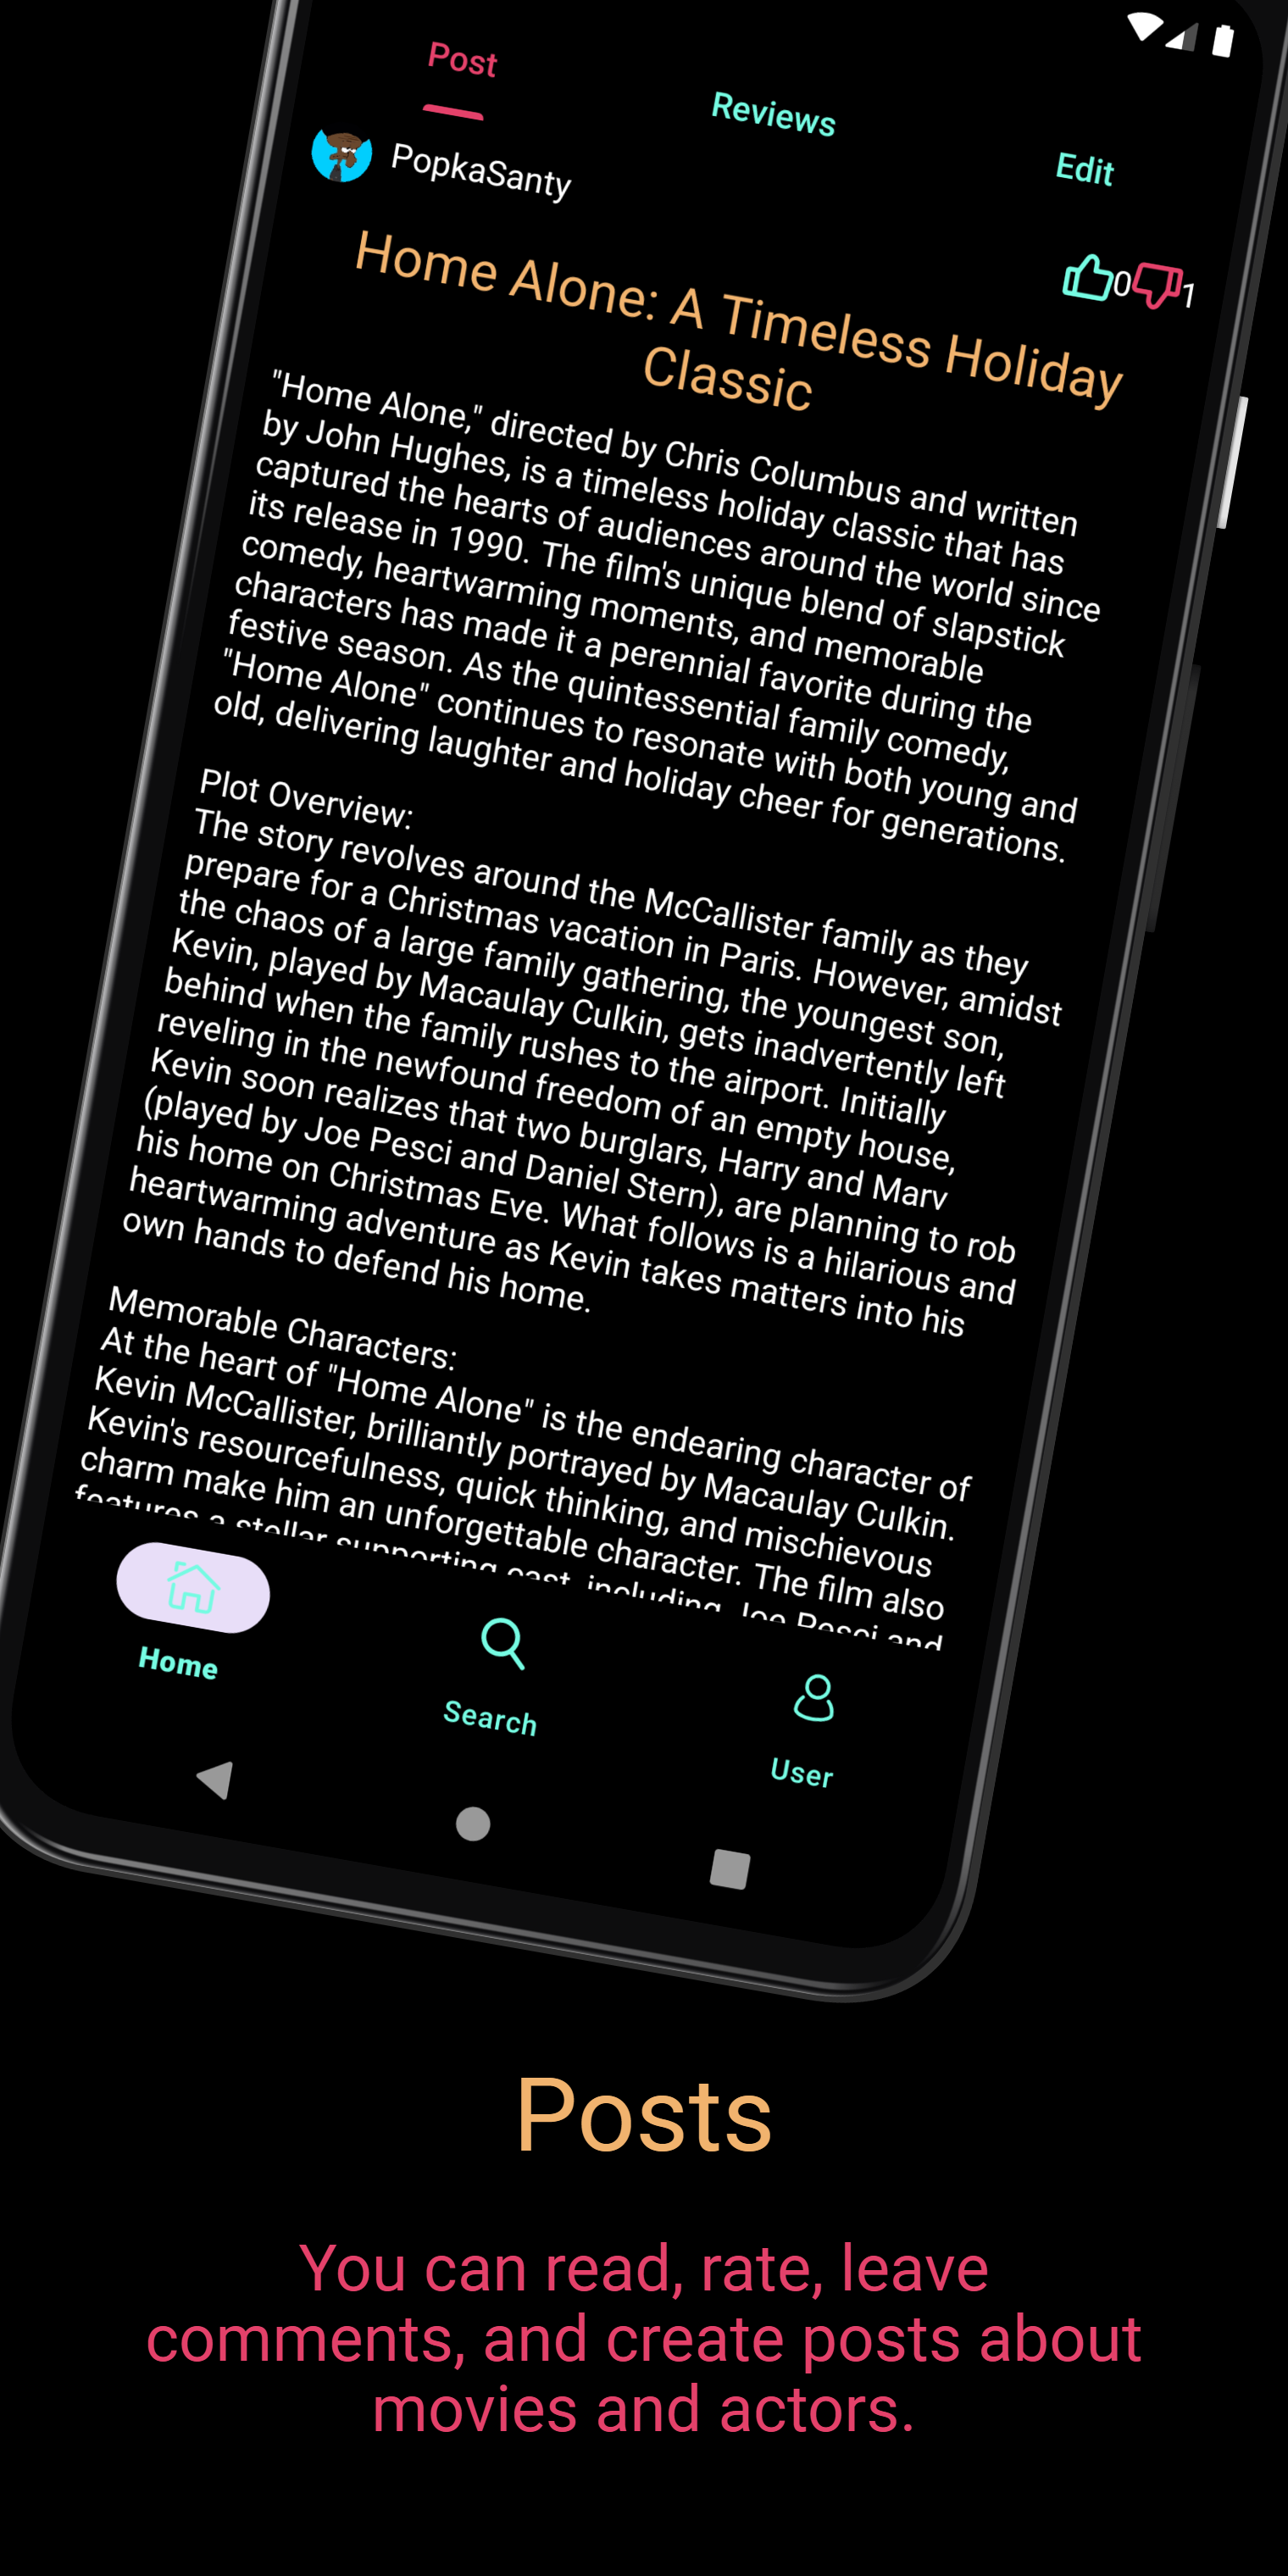 Post
Reviews
Edit
PopkaSanty
0
1
Home Alone: A Timeless Holiday
Classic
"Home Alone," directed by Chris Columbus and written
by John Hughes, is a timeless holiday classic that has
captured the hearts of audiences around the world since
its release in 1990. The film's unique blend of slapstick
comedy, heartwarming moments, and memorable
characters has made it a perennial favorite during the
festive season. As the quintessential family comedy,
"Home Alone" continues to resonate with both young and
old, delivering laughter and holiday cheer for generations.
Plot Overview:
The story revolves around the McCallister family as they
prepare for a Christmas vacation in Paris. However, amidst
the chaos of a large family gathering, the youngest son,
Kevin, played by Macaulay Culkin, gets inadvertently left
behind when the family rushes to the airport. Initially
reveling in the newfound freedom of an empty house,
Kevin soon realizes that two burglars, Harry and Marv
(played by Joe Pesci and Daniel Stern), are planning to rob
his home on Christmas Eve. What follows is a hilarious and
heartwarming adventure as Kevin takes matters into his
own hands to defend his home.
Memorable Characters:
At the heart of "Home Alone" is the endearing character of
Kevin McCallister, brilliantly portrayed by Macaulay Culkin.
Kevin's resourcefulness, quick thinking, and mischievous
charm make him an unforgettable character. The film also
features a stellar supporting cast, including Joe Pesci and
Home
Search
User
Posts
You can read, rate, leave
comments, and create posts about
movies and actors.